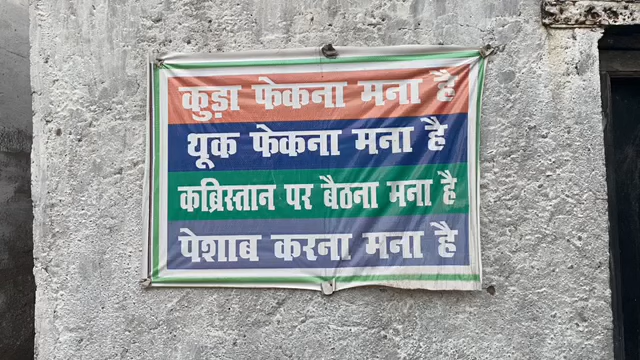 कुड़ा फेकना मना है
थूक फेकना मना है
कब्रिस्तान पर बैठना मना है
पेशाब करना मना है